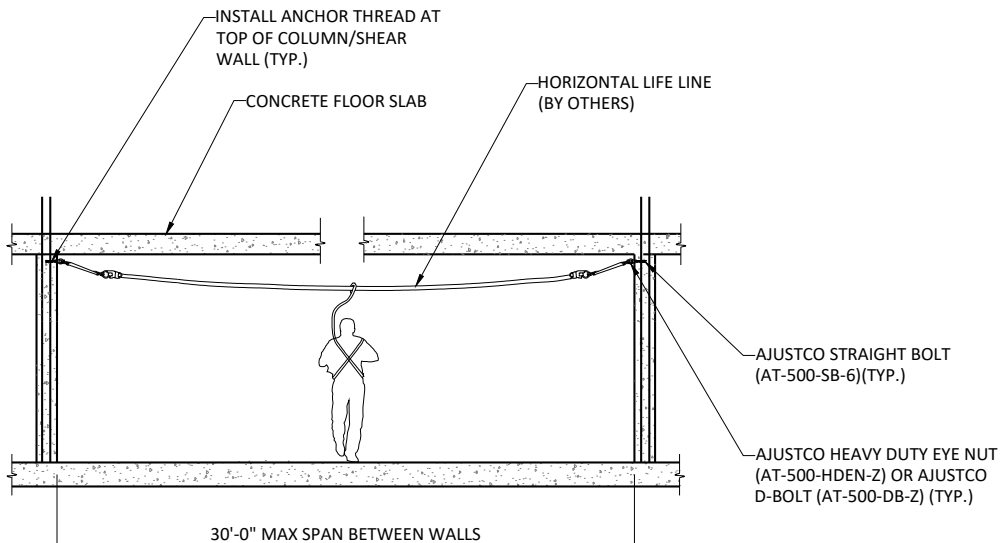 INSTALL ANCHOR THREAD AT
TOP OF COLUMN/SHEAR
WALL (TYP.)
CONCRETE FLOOR SLAB
HORIZONTAL LIFE LINE
(BY OTHERS)
AJUSTCO STRAIGHT BOLT
(AT-500-SB-6)(TYP.)
AJUSTCO HEAVY DUTY EYE NUT
(AT-500-HDEN-Z) OR AJUSTCO
D-BOLT (AT-500-DB-Z) (TYP.)
30'-0" MAX SPAN BETWEEN WALLS